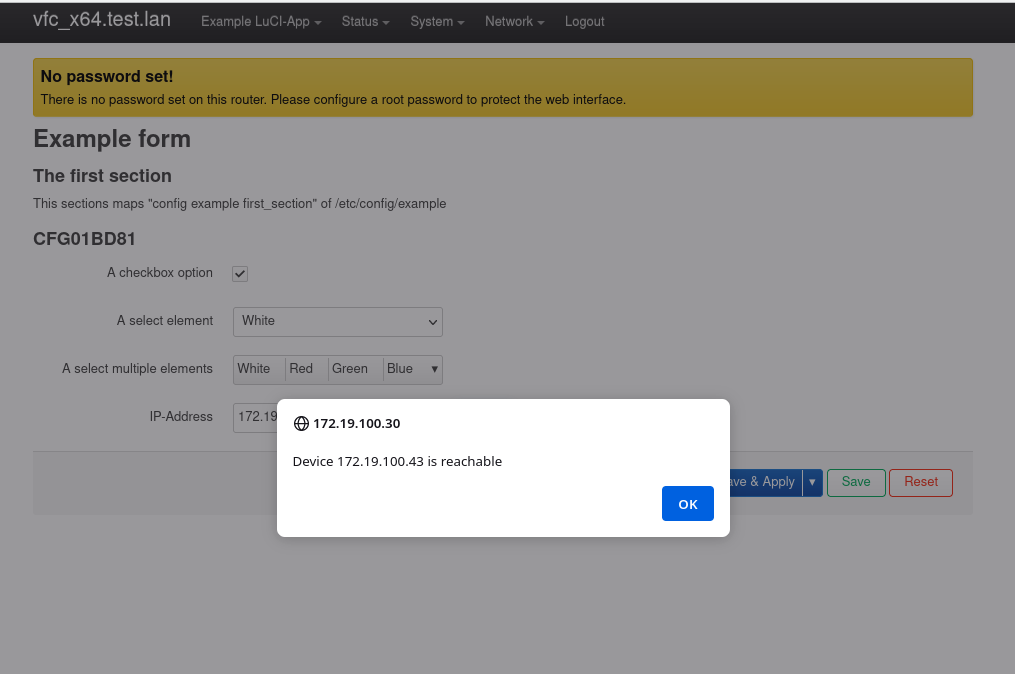 vfc_x64.test.lan Example LuCI-App Status System Network Logout
No password set!
There is no password set on this router. Please configure a root password to protect the web interface.
Example form
The first section
This sections maps "config example first_section" of /etc/config/example
CFG01BD81
A checkbox option
A select element White
A select multiple elements White Red Green Blue
IP-Address 172.19
172.19.100.30
Device 172.19.100.43 is reachable
OK
ave & Apply Save Reset